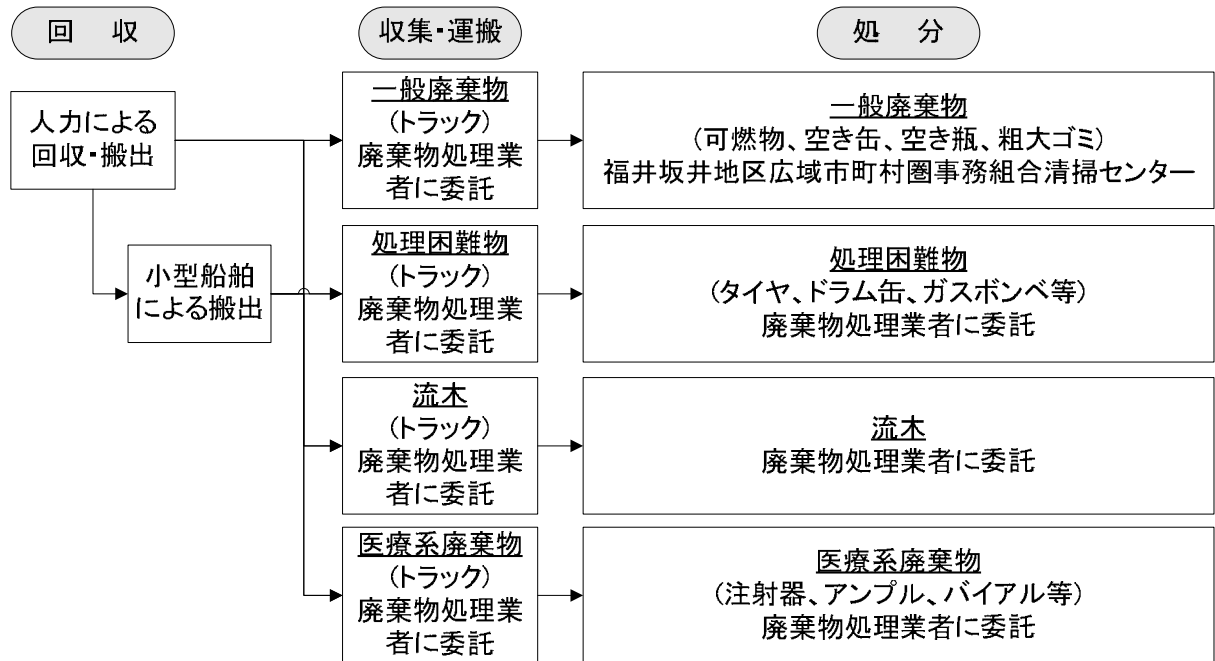 回 収
収集・運搬
処 分
人力による
回収・搬出
小型船舶
による搬出
一般廃棄物
(トラック)
廃棄物処理業
者に委託
一般廃棄物
(可燃物、空き缶、空き瓶、粗大ゴミ)
福井坂井地区広域市町村圏事務組合清掃センター
処理困難物
(トラック)
廃棄物処理業
者に委託
処理困難物
(タイヤ、ドラム缶、ガスボンベ等)
廃棄物処理業者に委託
流木
(トラック)
廃棄物処理業
者に委託
流木
廃棄物処理業者に委託
医療系廃棄物
(トラック)
廃棄物処理業
者に委託
医療系廃棄物
(注射器、アンプル、バイアル等)
廃棄物処理業者に委託